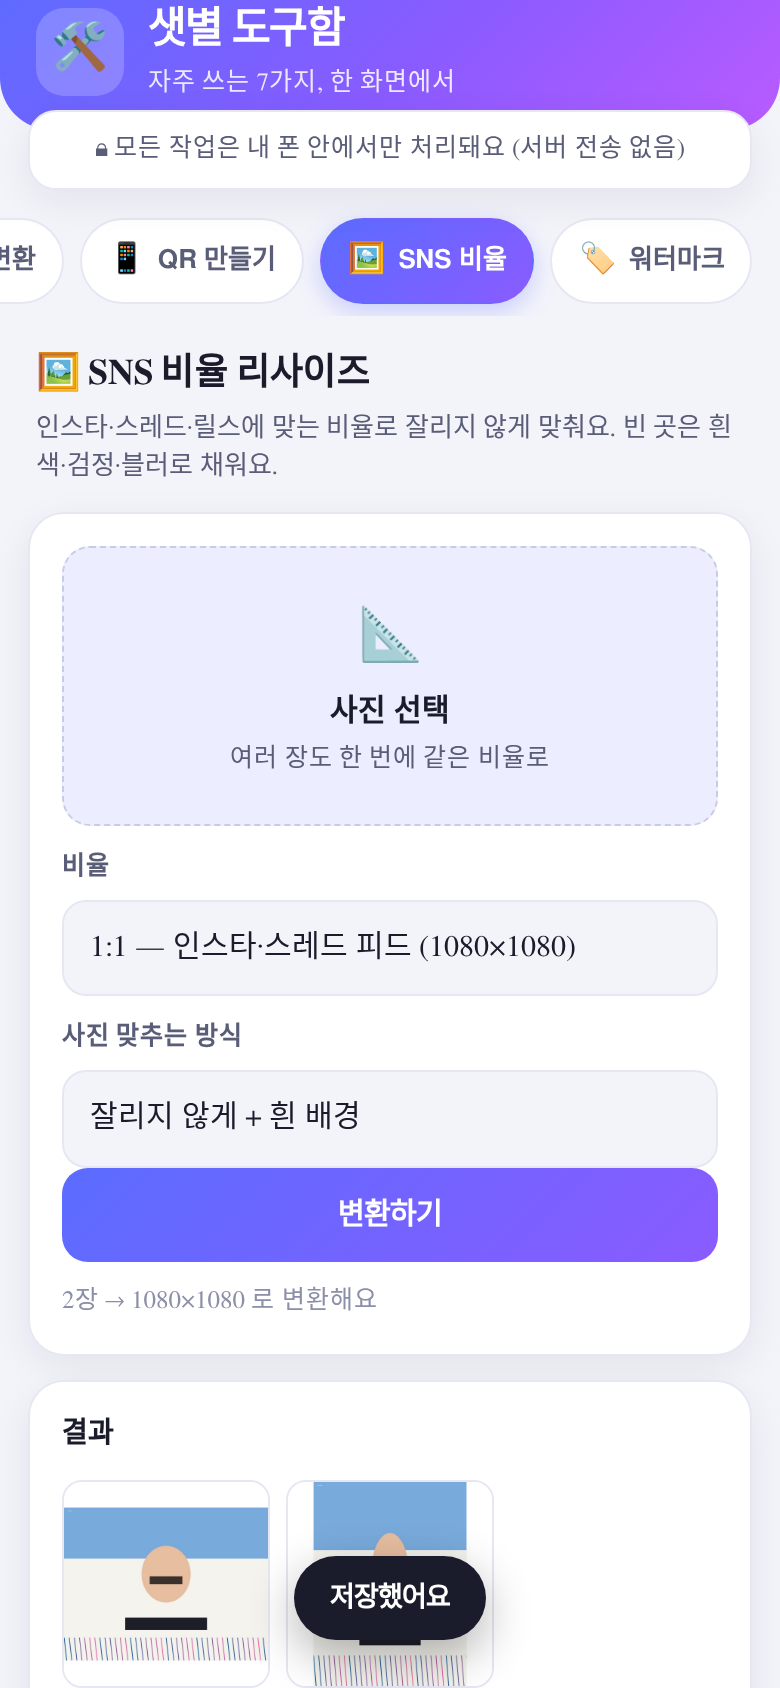 샛별 도구함
자주 쓰는 7가지, 한 화면에서
모든 작업은 내 폰 안에서만 처리돼요 (서버 전송 없음)
변환
QR 만들기
SNS 비율
워터마크
SNS 비율 리사이즈
인스타·스레드·릴스에 맞는 비율로 잘리지 않게 맞춰요. 빈 곳은 흰
색·검정·블러로 채워요.
사진 선택
여러 장도 한 번에 같은 비율로
비율
1:1 — 인스타·스레드 피드 (1080×1080)
사진 맞추는 방식
잘리지 않게 + 흰 배경
변환하기
2장 → 1080×1080 로 변환해요
결과
저장했어요